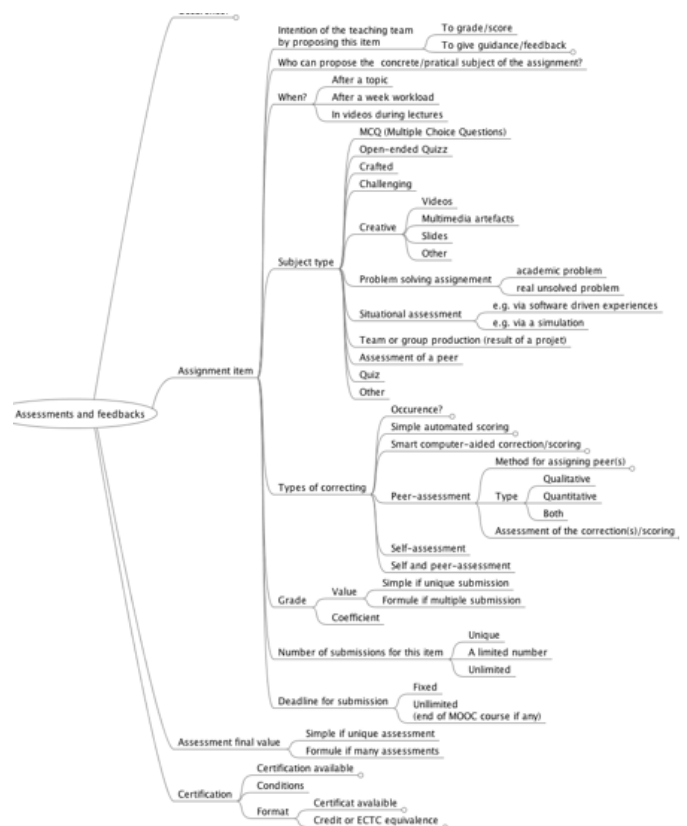 Intention of the teaching team
by proposing this item
To grade/score
To give guidance/feedback
Who can propose the concrete/pratical subject of the assignment?
When?
After a topic
After a week workload
In videos during lectures
Subject type
MCQ (Multiple Choice Questions)
Open-ended Quizz
Crafted
Challenging
Creative
Videos
Multimedia artefacts
Slides
Other
Problem solving assignement
academic problem
real unsolved problem
Situational assessment
e.g. via software driven experiences
e.g. via a simulation
Team or group production (result of a projet)
Assessment of a peer
Quiz
Other
Assignment item
Assessments and feedbacks
Types of correcting
Occurence?
Simple automated scoring
Smart computer-aided correction/scoring
Peer-assessment
Method for assigning peer(s)
Type
Qualitative
Quantitative
Both
Assessment of the correction(s)/scoring
Self-assessment
Self and peer-assessment
Grade
Value
Simple if unique submission
Formule if multiple submission
Coefficient
Number of submissions for this item
Unique
A limited number
Unlimited
Deadline for submission
Fixed
Unllimited
(end of MOOC course if any)
Assessment final value
Simple if unique assessment
Formule if many assessments
Certification
Certification available
Conditions
Format
Certificat avalaible
Credit or ECTC equivalence